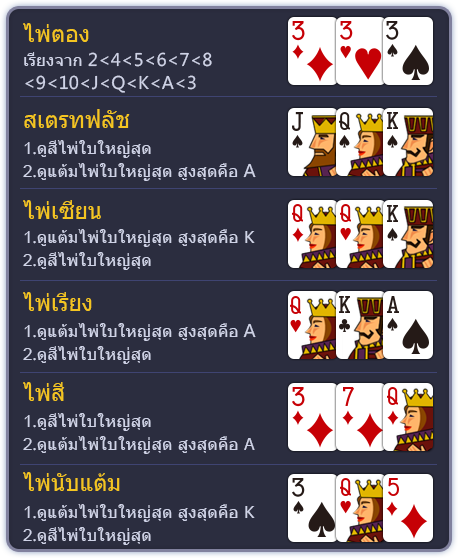 ไพ่ตอง
3 3 3
เรียงจาก 2<4<5<6<7<8
<9<10<J<Q<K<A<3
สเตรทฟลัช
J Q K
1.ดูสีไพ่ใบใหญ่สุด
2.ดูแต้มไพ่ใบใหญ่สุด สูงสุดคือ A
ไพ่เซียน
Q Q K
1.ดูแต้มไพ่ใบใหญ่สุด สูงสุดคือ K
2.ดูสีไพ่ใบใหญ่สุด
ไพ่เรียง
Q K A
1.ดูแต้มไพ่ใบใหญ่สุด สูงสุดคือ A
2.ดูสีไพ่ใบใหญ่สุด
ไพ่สี
3 7 Q
1.ดูสีไพ่ใบใหญ่สุด
2.ดูแต้มไพ่ใบใหญ่สุด สูงสุดคือ A
ไพ่นับแต้ม
3 Q 5
1.ดูแต้มไพ่ใบใหญ่สุด สูงสุดคือ K
2.ดูสีไพ่ใบใหญ่สุด